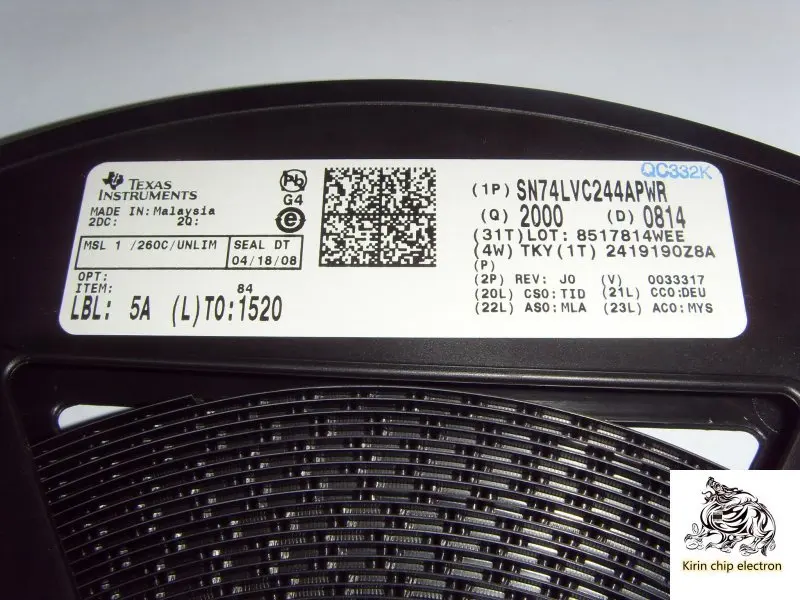 QC332K
TEXAS INSTRUMENTS
Pb
G4
e
MADE IN: Malaysia
2DC: 2Q:
MSL 1 /260C/UNLIM
SEAL DT
04/18/08
OPT:
ITEM: 84
LBL: 5A (L)TO:1520
(1P) SN74LVC244APWR
(Q) 2000 (D) 0814
(31T)LOT: 8517814WEE
(4W) TKY(1T) 2419190Z8A
(P)
(2P) REV: J0 (V) 0033317
(20L) CSO:TID (21L) CCO:DEU
(22L) ASO:MLA (23L) ACO:MYS
Kirin chip electron